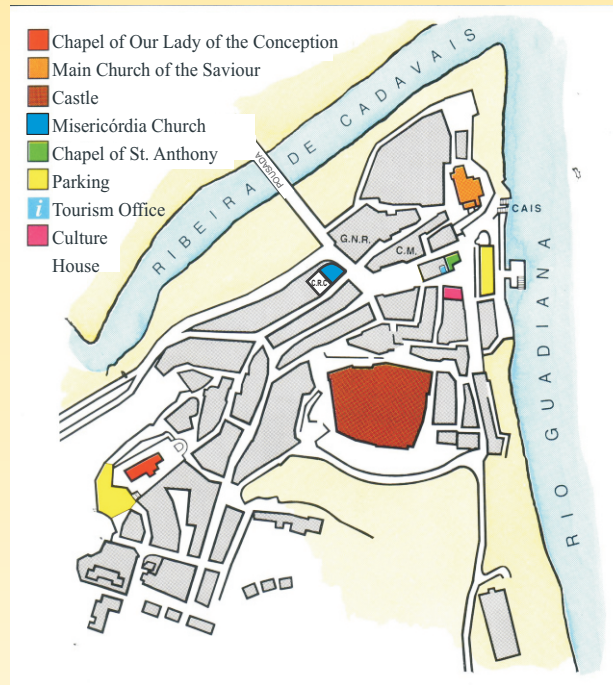 Chapel of Our Lady of the Conception
Main Church of the Saviour
Castle
Misericórdia Church
Chapel of St. Anthony
Parking
i Tourism Office
Culture
House
RIBEIRA DE CADAVAIS
POUSADA
G.N.R.
C.M.
C.R.C
CAIS
RIO GUADIANA